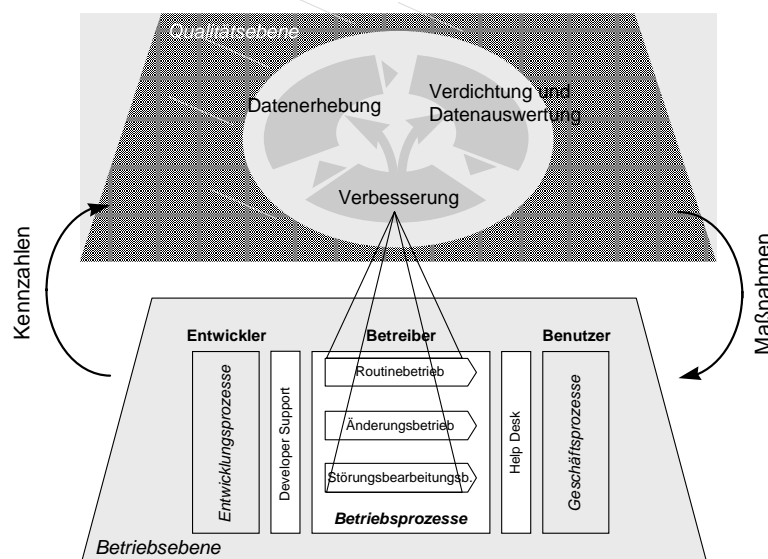 Qualitätsebene
Datenerhebung
Verdichtung und
Datenauswertung
Verbesserung
Kennzahlen
Maßnahmen
Entwickler
Betreiber
Benutzer
Entwicklungsprozesse
Developer Support
Routinebetrieb
Änderungsbetrieb
Störungsbearbeitungsb.
Betriebsprozesse
Help Desk
Geschäftsprozesse
Betriebsebene